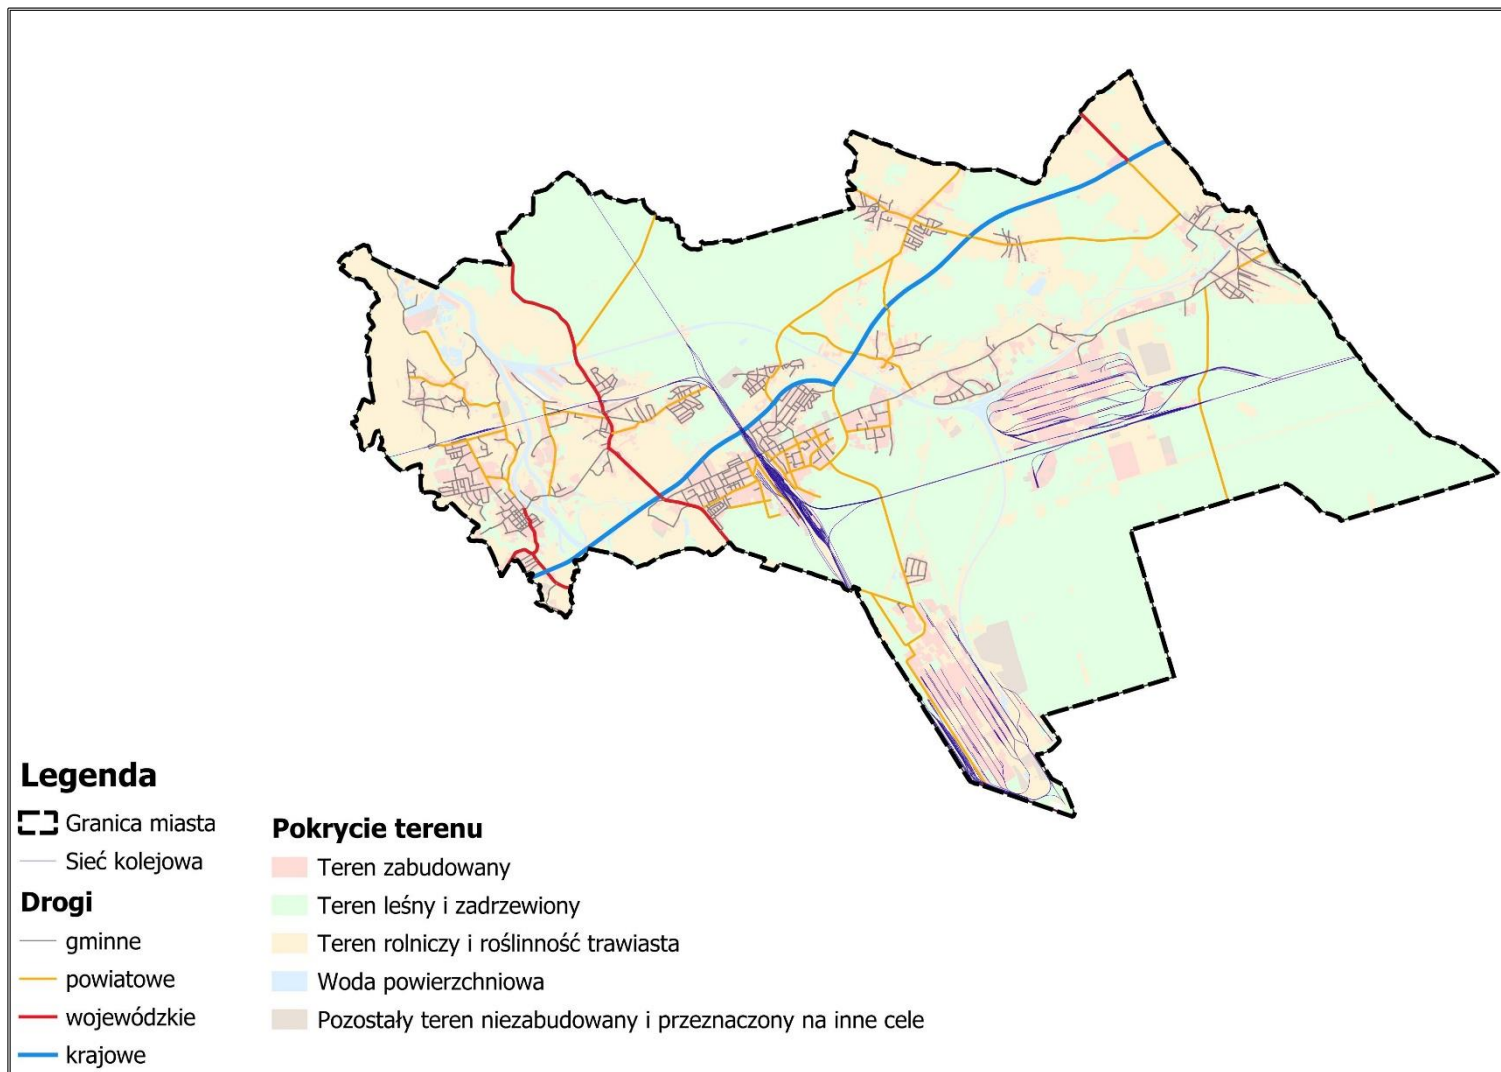 Legenda
Granica miasta
Sieć kolejowa
Drogi
gminne
powiatowe
wojewódzkie
krajowe
Pokrycie terenu
Teren zabudowany
Teren leśny i zadrzewiony
Teren rolniczy i roślinność trawiasta
Woda powierzchniowa
Pozostały teren niezabudowany i przeznaczony na inne cele